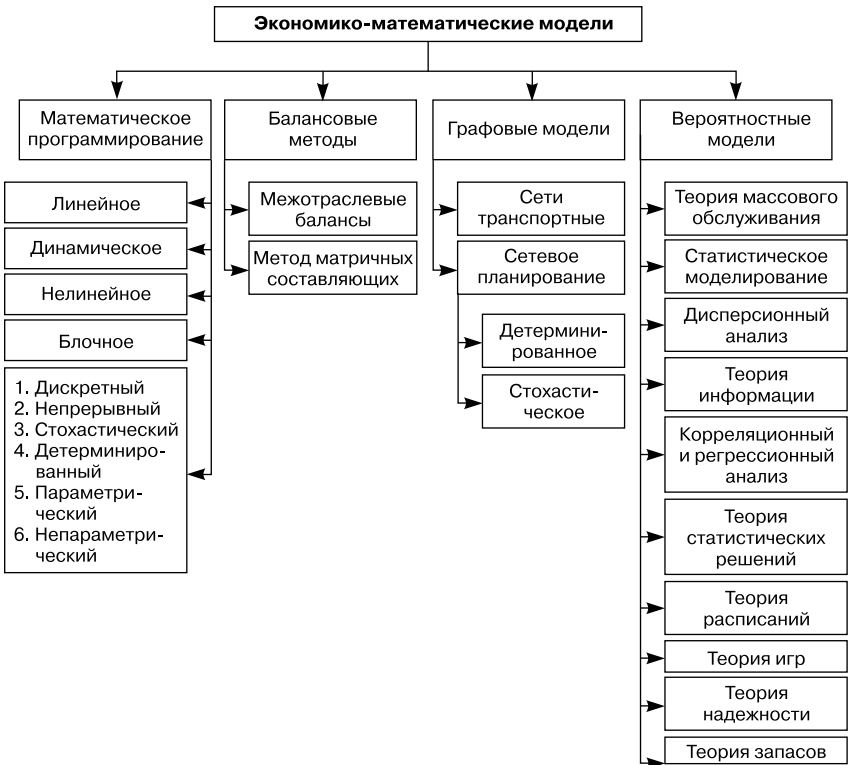 Экономико-математические модели
Математическое
программирование
Линейное
Динамическое
Нелинейное
Блочное
1. Дискретный
2. Непрерывный
3. Стохастический
4. Детерминиро-
ванный
5. Параметри-
ческий
6. Непараметри-
ческий
Балансовые
методы
Межотраслевые
балансы
Метод матричных
составляющих
Графовые модели
Сети
транспортные
Сетевое
планирование
Детермини-
рованное
Стохасти-
ческое
Вероятностные
модели
Теория массового
обслуживания
Статистическое
моделирование
Дисперсионный
анализ
Теория
информации
Корреляционный
и регрессионный
анализ
Теория
статистических
решений
Теория
расписаний
Теория игр
Теория
надежности
Теория запасов